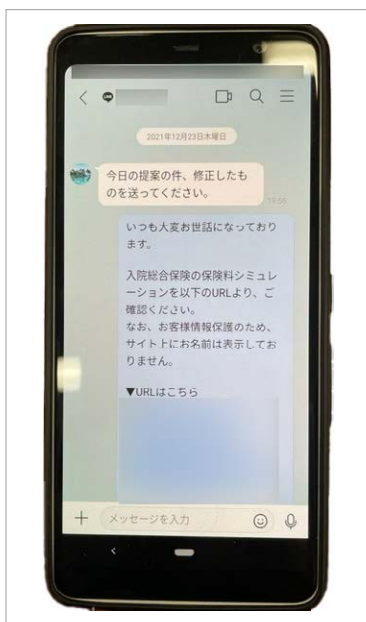 2021年12月23日木曜日
今日の提案の件、修正したも
のを送ってください。
19:56
いつも大変お世話になっており
ます。
入院総合保険の保険料シミュレ
ーションを以下のURLより、ご
確認ください。
なお、お客様情報保護のため、
サイト上にお名前は表示してお
りません。
▼URLはこちら
メッセージを入力